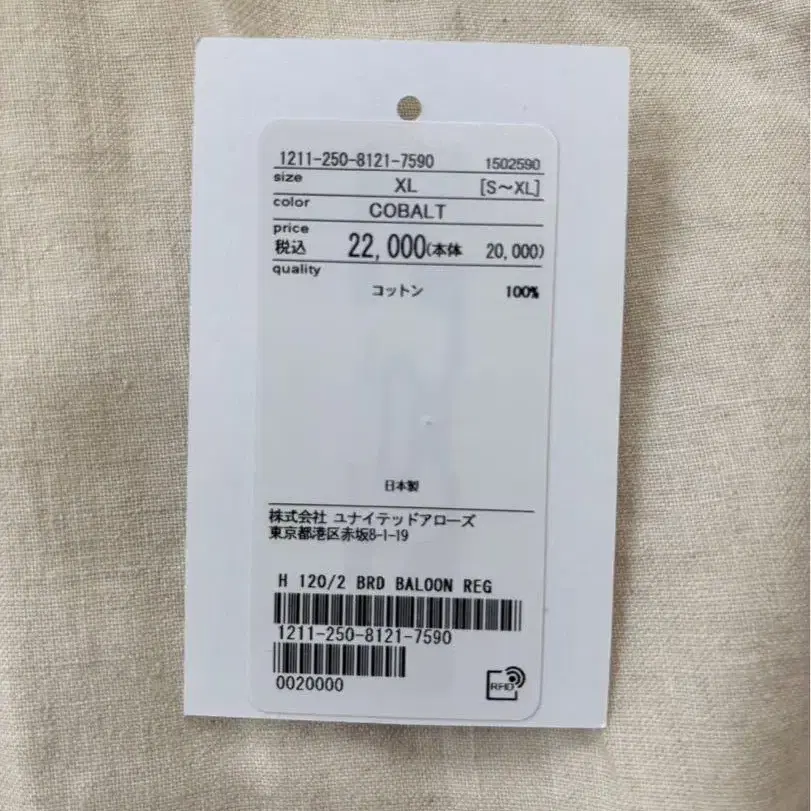 1211-250-8121-7590 1502590
size XL [S～XL]
color COBALT
price
税込 22,000(本体 20,000)
quality
コットン 100%
日本製
株式会社 ユナイテッドアローズ
東京都港区赤坂8-1-19
H 120/2 BRD BALOON REG
1211-250-8121-7590
0020000
RFID